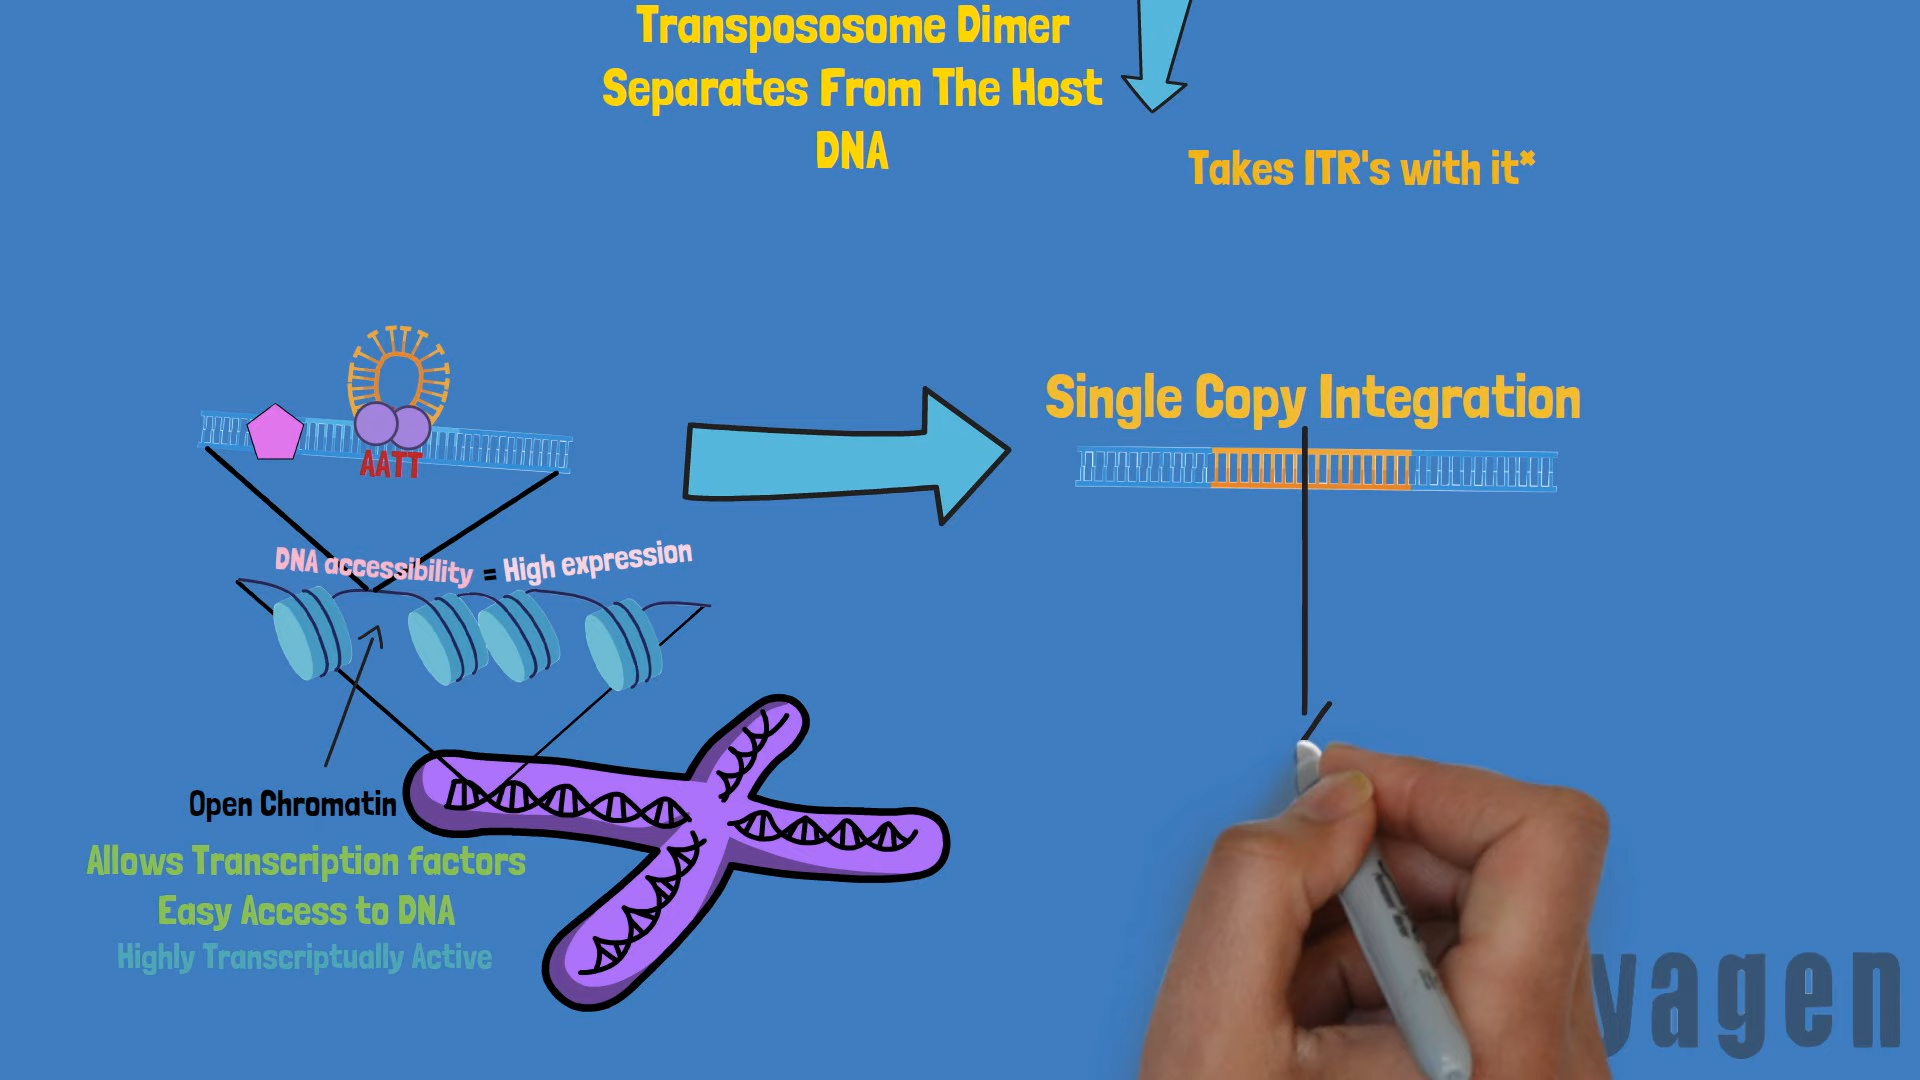 Transpososome Dimer
Separates From The Host
DNA
Takes ITR's with it*
Single Copy Integration
AATT
DNA accessibility = High expression
Open Chromatin
Allows Transcription factors
Easy Access to DNA
Highly Transcriptually Active
yagen